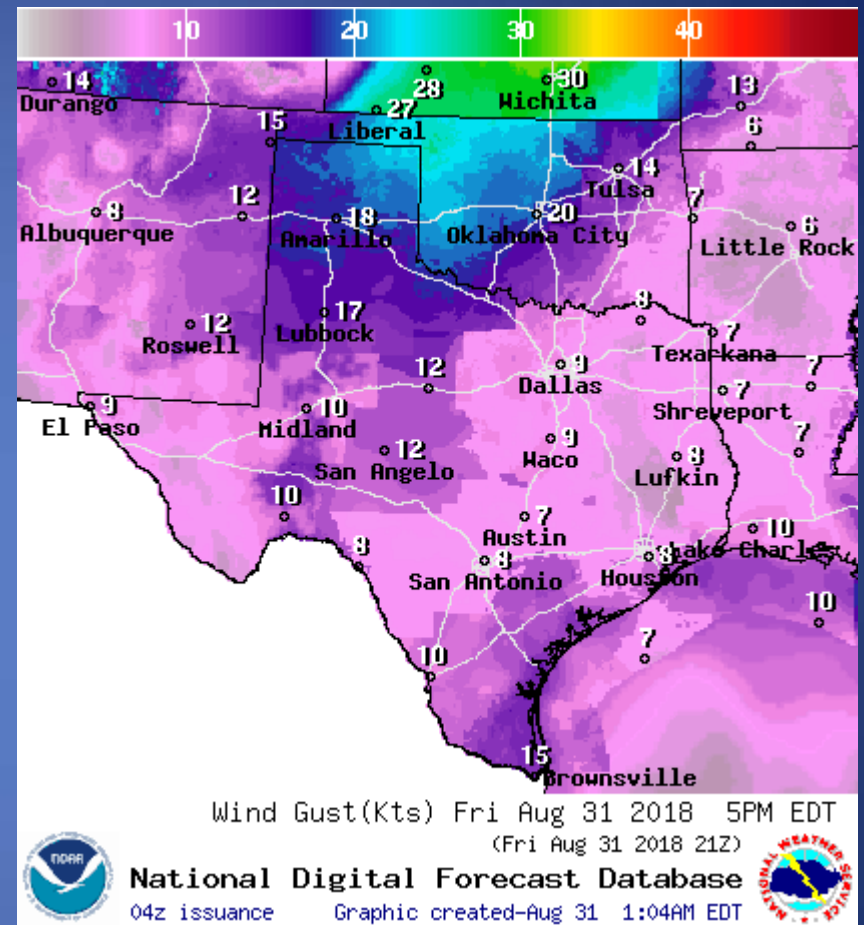 10 20 30 40
14
Durango
28
30
Wichita
27
Liberal
13
15
6
14
Tulsa
8
Albuquerque
12
18
Amarillo
20
Oklahoma City
7
6
Little Rock
12
Roswell
17
Lubbock
8
7
Texarkana
9
Dallas
12
7
Shreveport
7
9
El Paso
10
Midland
12
San Angelo
9
Waco
8
Lufkin
7
10
7
Austin
10
Lake Charle
8
8
San Antonio
8
Houston
10
7
10
15
Brownsville
Wind Gust(Kts) Fri Aug 31 2018 5PM EDT
(Fri Aug 31 2018 21Z)
National Digital Forecast Database
04z issuance Graphic created-Aug 31 1:04AM EDT
NOAA
NATIONAL WEATHER SERVICE